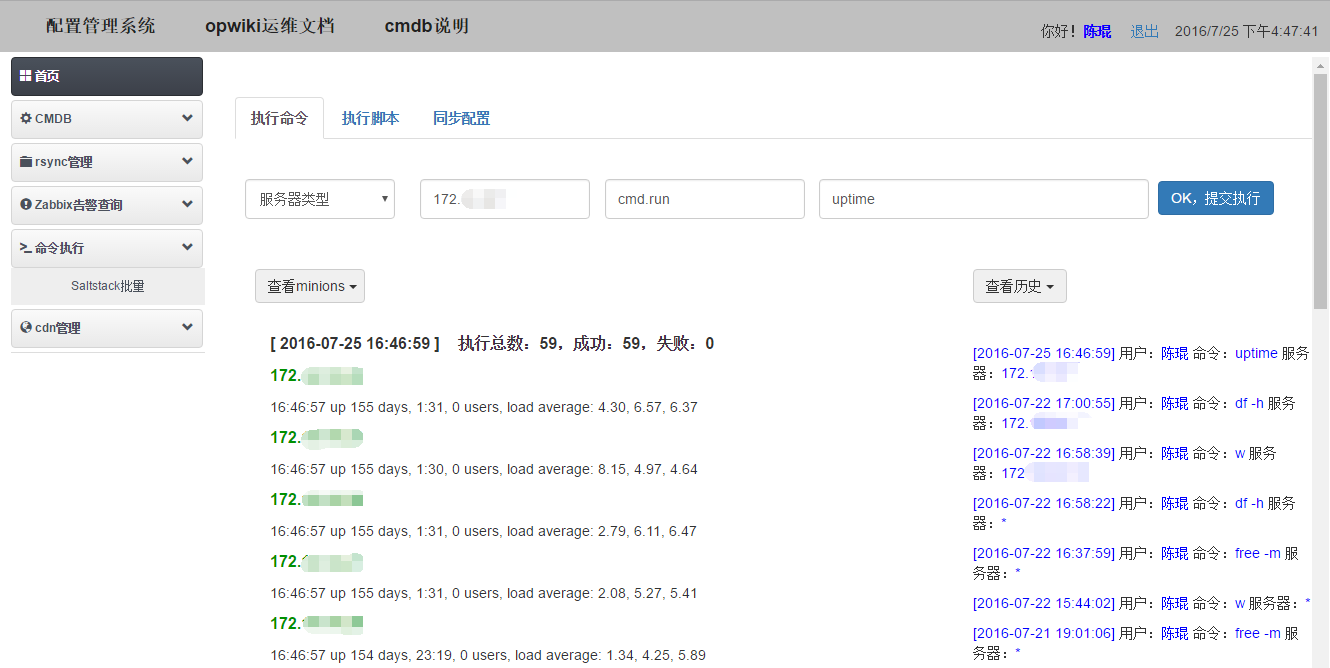 配置管理系统 opwiki运维文档 cmdb说明
你好！陈琨 退出 2016/7/25 下午4:47:41
首页
CMDB
rsync管理
Zabbix告警查询
命令执行
Saltstack批量
cdn管理
执行命令 执行脚本 同步配置
服务器类型 172. cmd.run uptime OK，提交执行
查看minions
[ 2016-07-25 16:46:59 ] 执行总数：59，成功：59，失败：0
172.
16:46:57 up 155 days, 1:31, 0 users, load average: 4.30, 6.57, 6.37
172.
16:46:57 up 155 days, 1:30, 0 users, load average: 8.15, 4.97, 4.64
172.
16:46:57 up 155 days, 1:31, 0 users, load average: 2.79, 6.11, 6.47
172.
16:46:57 up 155 days, 1:31, 0 users, load average: 2.08, 5.27, 5.41
172.
16:46:57 up 154 days, 23:19, 0 users, load average: 1.34, 4.25, 5.89
查看历史
[2016-07-25 16:46:59] 用户：陈琨 命令：uptime 服务
器：172.
[2016-07-22 17:00:55] 用户：陈琨 命令：df -h 服务
器：172.
[2016-07-22 16:58:39] 用户：陈琨 命令：w 服务
器：172
[2016-07-22 16:58:22] 用户：陈琨 命令：df -h 服务
器：*
[2016-07-22 16:37:59] 用户：陈琨 命令：free -m 服
务器：*
[2016-07-22 15:44:02] 用户：陈琨 命令：w 服务器：*
[2016-07-21 19:01:06] 用户：陈琨 命令：free -m 服
务器：*